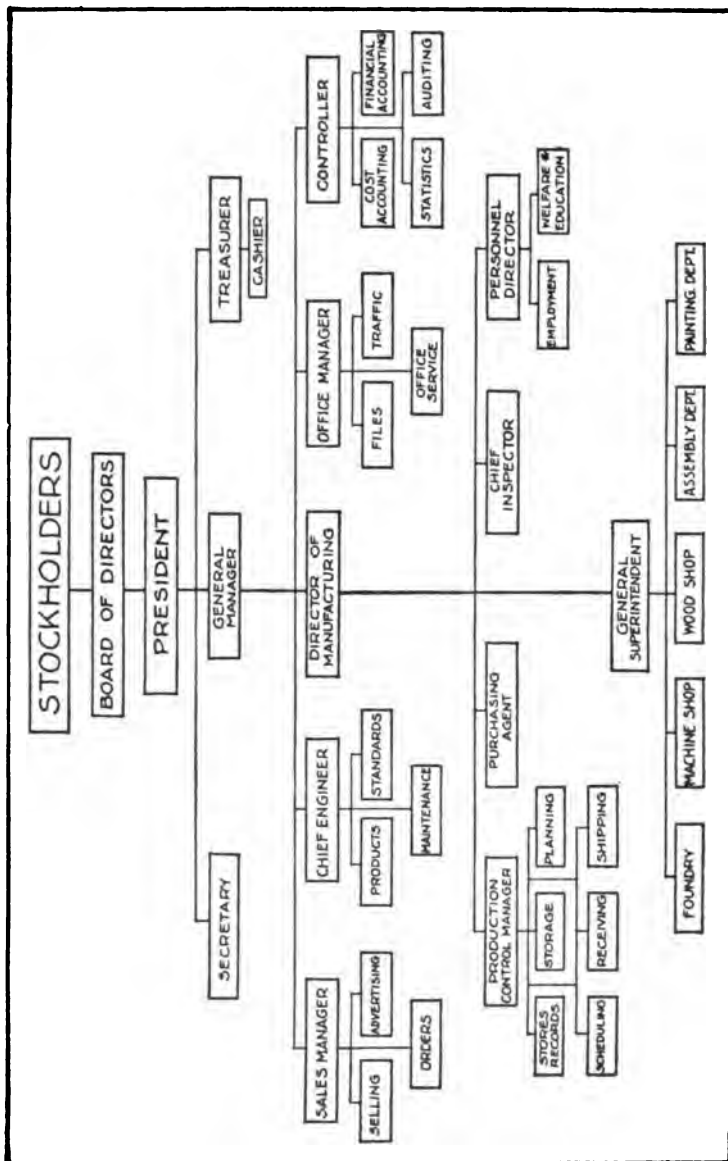 STOCKHOLDERS
BOARD OF DIRECTORS
PRESIDENT
SECRETARY
GENERAL
MANAGER
TREASURER
CASHIER
SALES MANAGER
SELLING
ADVERTISING
ORDERS
CHIEF ENGINEER
PRODUCTS
STANDARDS
MAINTENANCE
DIRECTOR OF
MANUFACTURING
OFFICE MANAGER
FILES
TRAFFIC
OFFICE
SERVICE
CONTROLLER
COST
ACCOUNTING
FINANCIAL
ACCOUNTING
STATISTICS
AUDITING
PRODUCTION
CONTROL MANAGER
STORES
RECORDS
STORAGE
PLANNING
SCHEDULING
RECEIVING
SHIPPING
PURCHASING
AGENT
CHIEF
INSPECTOR
PERSONNEL
DIRECTOR
EMPLOYMENT
WELFARE &
EDUCATION
GENERAL
SUPERINTENDENT
FOUNDRY
MACHINE SHOP
WOOD SHOP
ASSEMBLY DEPT.
PAINTING DEPT.